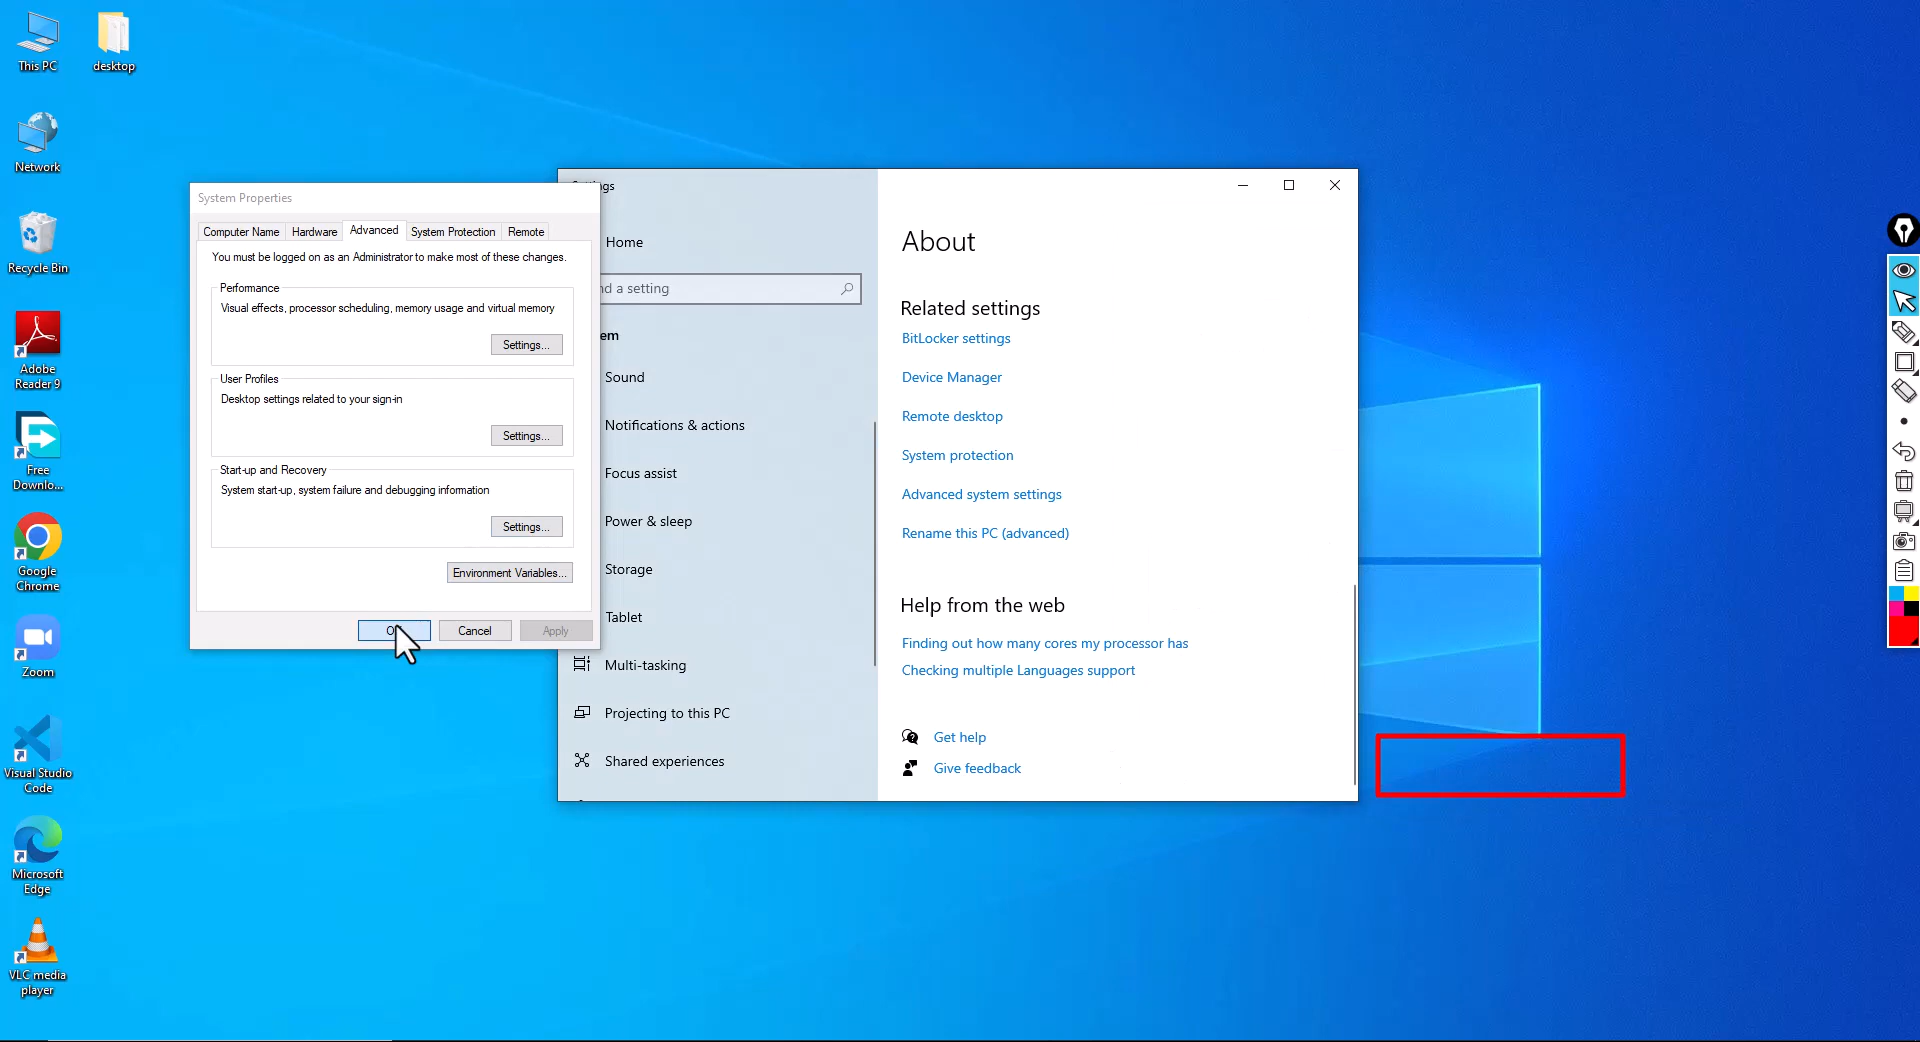 This PC
desktop
Network
Recycle Bin
Adobe
Reader 9
Free
Downlo...
Google
Chrome
Zoom
Visual Studio
Code
Microsoft
Edge
VLC media
player
System Properties
Computer Name
Hardware
Advanced
System Protection
Remote
You must be logged on as an Administrator to make most of these changes.
Performance
Visual effects, processor scheduling, memory usage and virtual memory
Settings...
User Profiles
Desktop settings related to your sign-in
Settings...
Start-up and Recovery
System start-up, system failure and debugging information
Settings...
Environment Variables...
Cancel
Apply
Home
a setting
Sound
Notifications & actions
Focus assist
Power & sleep
Storage
Tablet
Multi-tasking
Projecting to this PC
Shared experiences
About
Related settings
BitLocker settings
Device Manager
Remote desktop
System protection
Advanced system settings
Rename this PC (advanced)
Help from the web
Finding out how many cores my processor has
Checking multiple Languages support
Get help
Give feedback